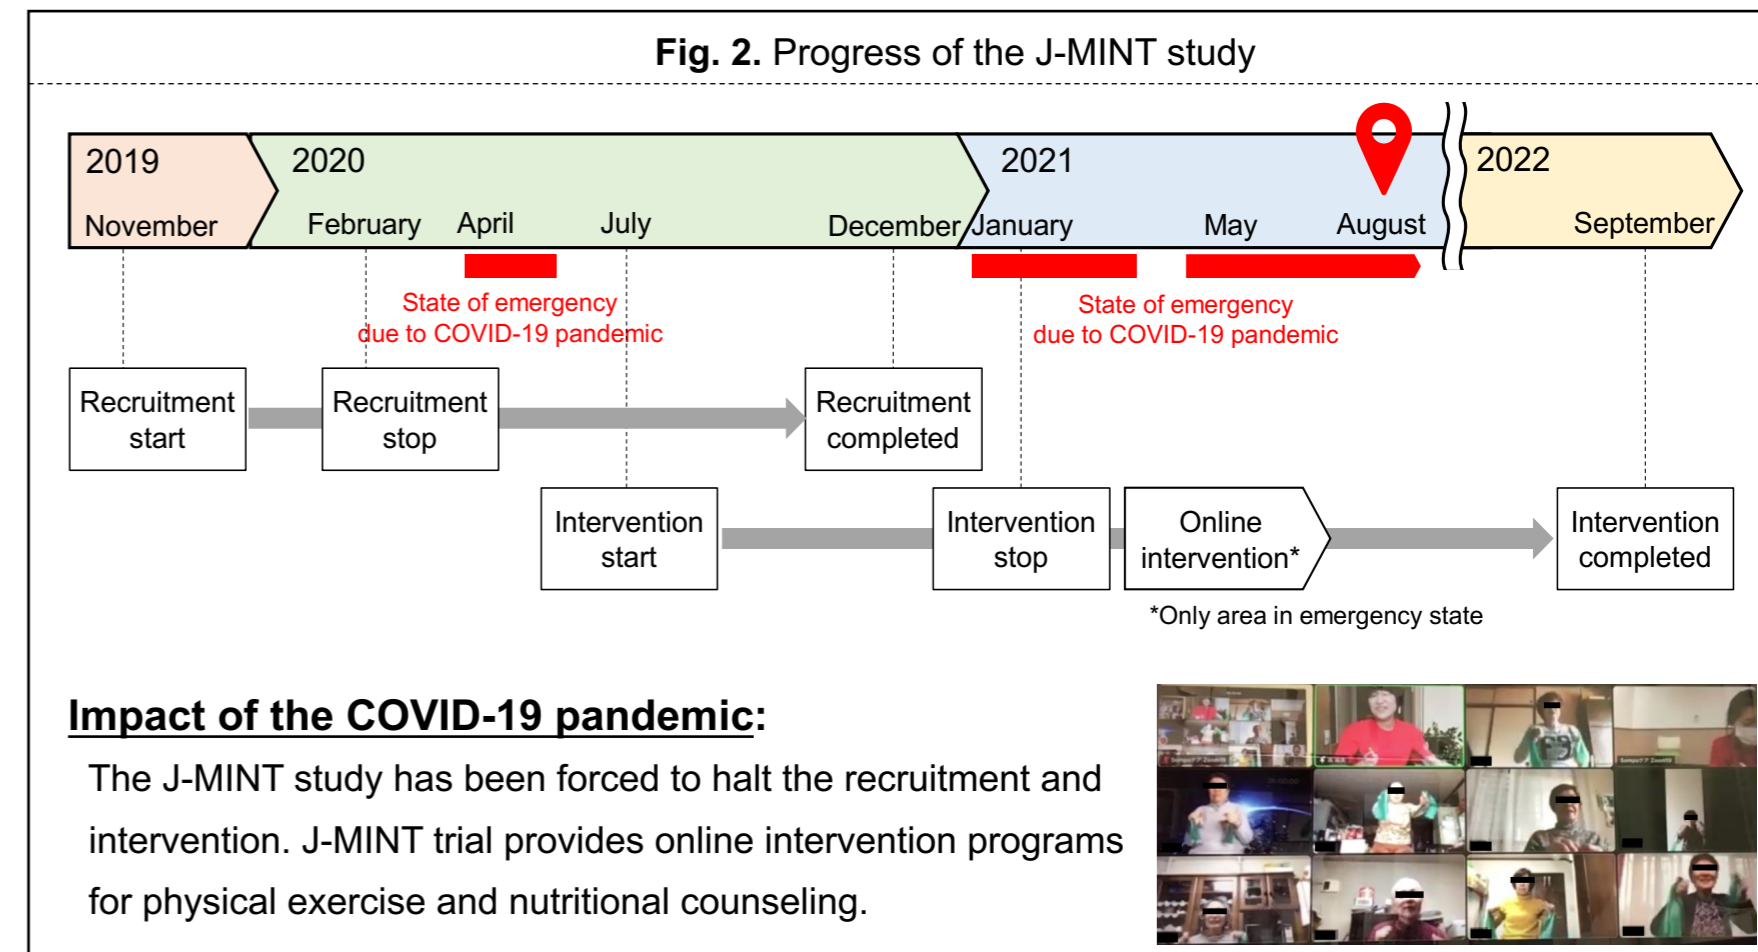 Fig. 2. Progress of the J-MINT study
2019
2020
2021
2022
November
February
April
July
December
January
May
August
September
State of emergency
due to COVID-19 pandemic
State of emergency
due to COVID-19 pandemic
Recruitment
start
Recruitment
stop
Recruitment
completed
Intervention
start
Intervention
stop
Online
intervention*
Intervention
completed
*Only area in emergency state
Impact of the COVID-19 pandemic:
The J-MINT study has been forced to halt the recruitment and
intervention. J-MINT trial provides online intervention programs
for physical exercise and nutritional counseling.